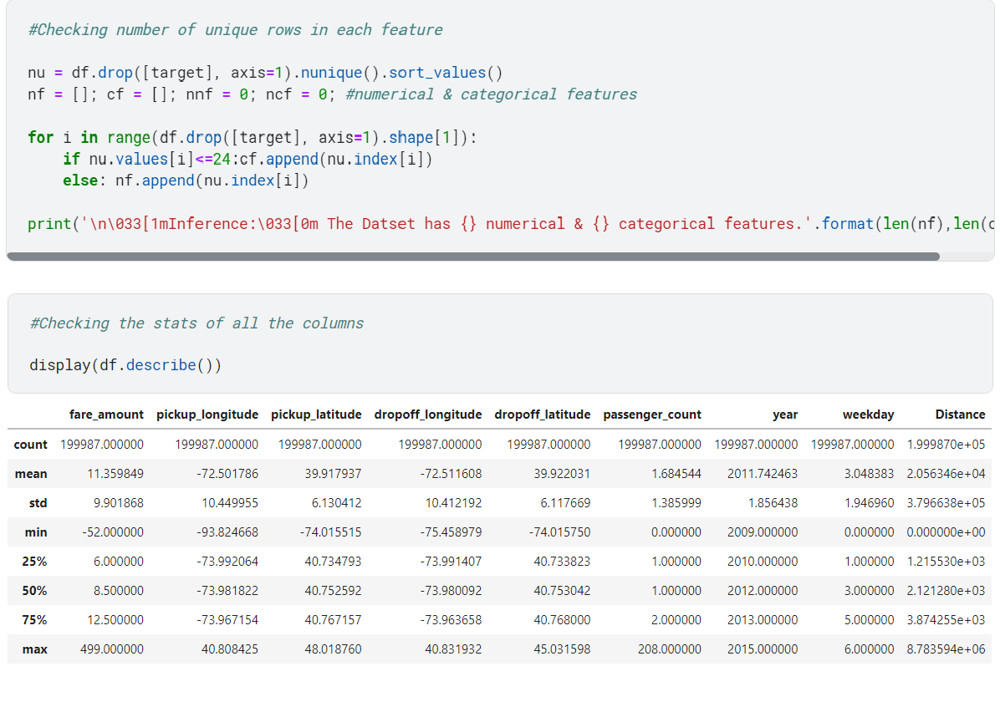 #Checking number of unique rows in each feature
nu = df.drop([target], axis=1).nunique().sort_values()
nf = []; cf = []; nnf = 0; ncf = 0; #numerical & categorical features
for i in range(df.drop([target], axis=1).shape[1]):
    if nu.values[i]<=24:cf.append(nu.index[i])
    else: nf.append(nu.index[i])
print('\n\033[1mInference:\033[0m The Datset has {} numerical & {} categorical features.'.format(len(nf),len(c
#Checking the stats of all the columns
display(df.describe())
fare_amount pickup_longitude pickup_latitude dropoff_longitude dropoff_latitude passenger_count year weekday Distance
count 199987.000000 199987.000000 199987.000000 199987.000000 199987.000000 199987.000000 199987.000000 199987.000000 1.999870e+05
mean 11.359849 -72.501786 39.917937 -72.511608 39.922031 1.684544 2011.742463 3.048383 2.056346e+04
std 9.901868 10.449955 6.130412 10.412192 6.117669 1.385999 1.856438 1.946960 3.796638e+05
min -52.000000 -93.824668 -74.015515 -75.458979 -74.015750 0.000000 2009.000000 0.000000 0.000000e+00
25% 6.000000 -73.992064 40.734793 -73.991407 40.733823 1.000000 2010.000000 1.000000 1.215530e+03
50% 8.500000 -73.981822 40.752592 -73.980092 40.753042 1.000000 2012.000000 3.000000 2.121280e+03
75% 12.500000 -73.967154 40.767157 -73.963658 40.768000 2.000000 2013.000000 5.000000 3.874255e+03
max 499.000000 40.808425 48.018760 40.831932 45.031598 208.000000 2015.000000 6.000000 8.783594e+06